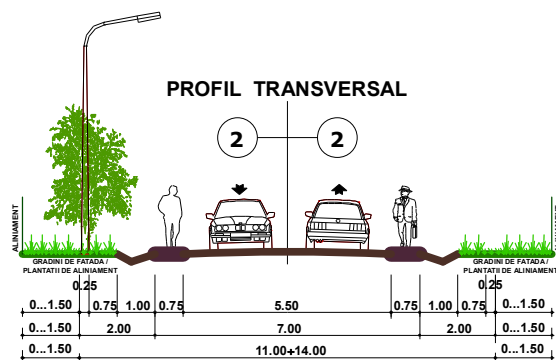 PROFIL TRANSVERSAL
2 2
ALINIAMENT
GRADINI DE FATADA /
PLANTATII DE ALINIAMENT
GRADINI DE FATADA /
PLANTATII DE ALINIAMENT
0.25 0.25
0...1.50 0.75 1.00 0.75 5.50 0.75 1.00 0.75 0...1.50
0...1.50 2.00 7.00 2.00 0...1.50
0...1.50 11.00+14.00 0...1.50